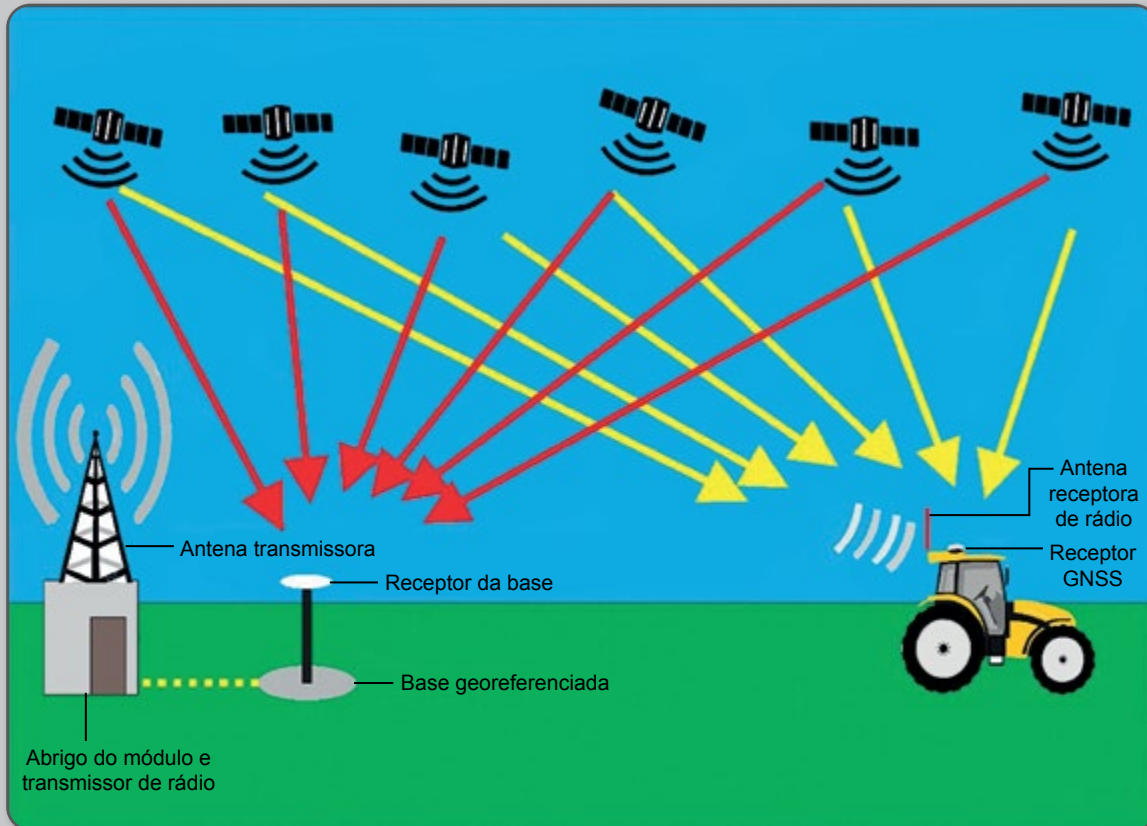 Antena
receptora
de rádio
Antena transmissora
Receptor
GNSS
Receptor da base
Base georeferenciada
Abrigo do módulo e
transmissor de rádio